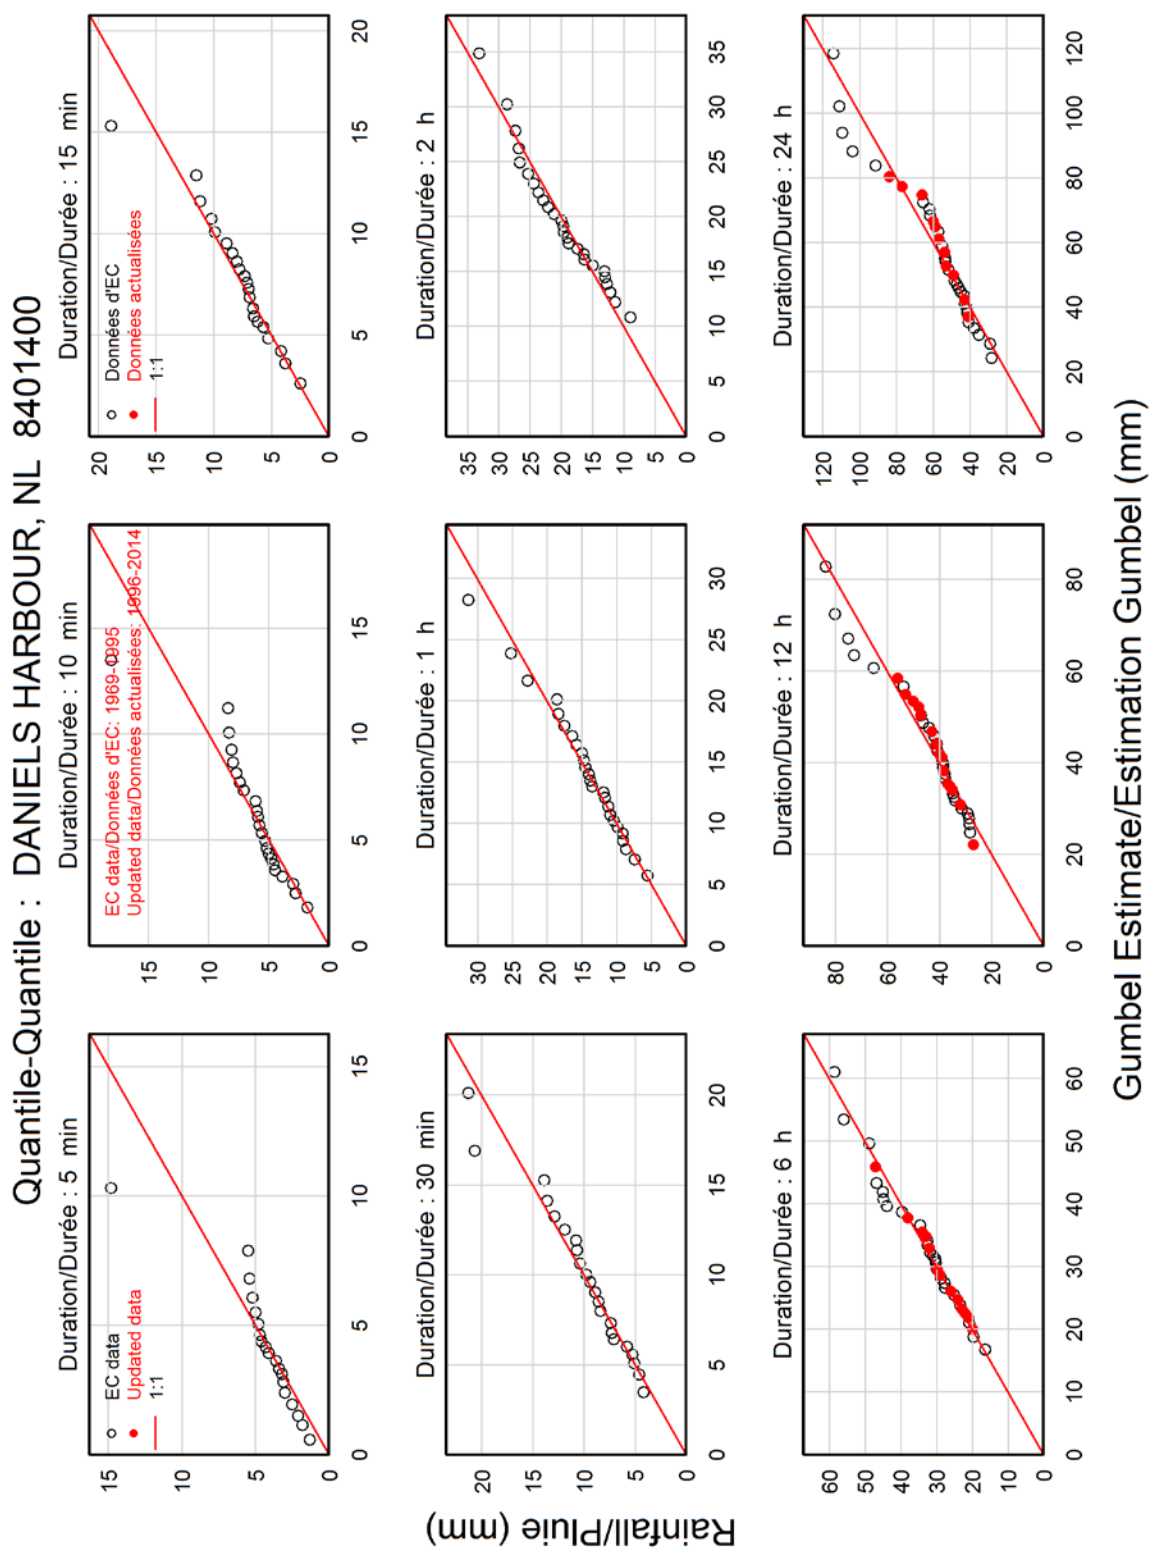 Quantile-Quantile : DANIELS HARBOUR, NL 8401400
Duration/Durée : 5 min
EC data
Updated data
1:1
15
10
5
0
0 5 10 15
Duration/Durée : 10 min
EC data/Données d'EC: 1969-1995
Updated data/Données actualisées: 1996-2014
15
10
5
0
0 5 10 15
Duration/Durée : 15 min
Données d'EC
Données actualisées
1:1
20
15
10
5
0
0 5 10 15 20
Rainfall/Pluie (mm)
Duration/Durée : 30 min
20
15
10
5
0
0 5 10 15 20
Duration/Durée : 1 h
30
25
20
15
10
5
0
0 5 10 15 20 25 30
Duration/Durée : 2 h
35
30
25
20
15
10
5
0
0 5 10 15 20 25 30 35
Duration/Durée : 6 h
60
50
40
30
20
10
0
0 10 20 30 40 50 60
Duration/Durée : 12 h
80
60
40
20
0
0 20 40 60 80
Duration/Durée : 24 h
120
100
80
60
40
20
0
0 20 40 60 80 100 120
Gumbel Estimate/Estimation Gumbel (mm)